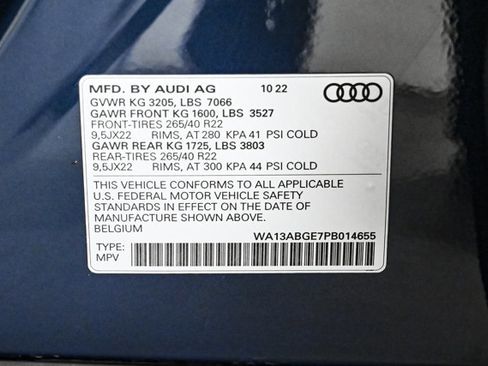 MFD. BY AUDI AG 10 22
GVWR KG 3205, LBS 7066
GAWR FRONT KG 1600, LBS 3527
FRONT-TIRES 265/40 R22
9,5JX22 RIMS, AT 280 KPA 41 PSI COLD
GAWR REAR KG 1725, LBS 3803
REAR-TIRES 265/40 R22
9,5JX22 RIMS, AT 300 KPA 44 PSI COLD
THIS VEHICLE CONFORMS TO ALL APPLICABLE
U.S. FEDERAL MOTOR VEHICLE SAFETY
STANDARDS IN EFFECT ON THE DATE OF
MANUFACTURE SHOWN ABOVE.
BELGIUM WA13ABGE7PB014655
TYPE:
MPV